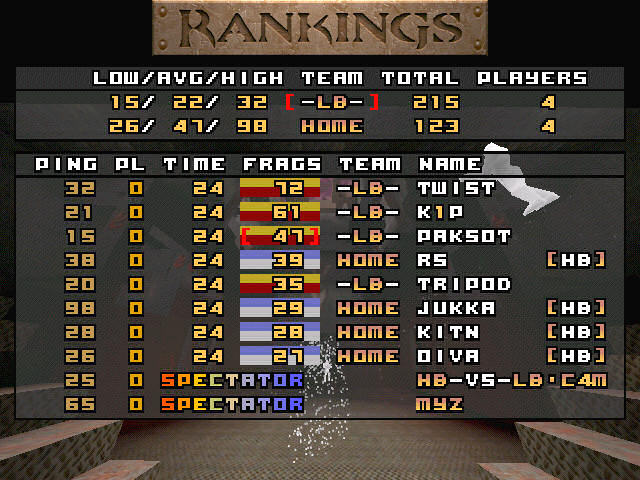 RANKINGS
LOW/AVG/HIGH TEAM TOTAL PLAYERS
15/ 22/ 32 [-LB-] 215 4
26/ 47/ 98 HOME 123 4
PING PL TIME FRAGS TEAM NAME
32 0 24 72 -LB- TWIST
21 0 24 61 -LB- K1P
15 0 24 [ 47] -LB- PAKSOT
38 0 24 39 HOME RS [HB]
20 0 24 35 -LB- TRIPOD
98 0 24 29 HOME JUKKA [HB]
28 0 24 28 HOME KITN [HB]
26 0 24 27 HOME OIVA [HB]
25 0 SPECTATOR HB-VS-LB·C4M
65 0 SPECTATOR MYZ